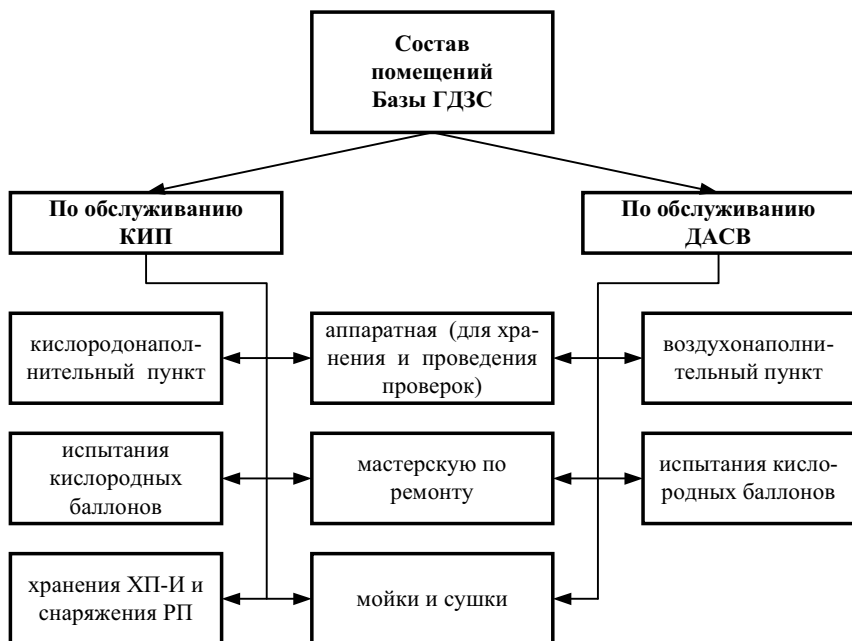 Состав
помещений
Базы ГДЗС
По обслуживанию
КИП
По обслуживанию
ДАСВ
кислородонапол-
нительный пункт
аппаратная (для хра-
нения и проведения
проверок)
воздухонаполни-
тельный пункт
испытания
кислородных
баллонов
мастерскую по
ремонту
испытания кисло-
родных баллонов
хранения ХП-И и
снаряжения РП
мойки и сушки